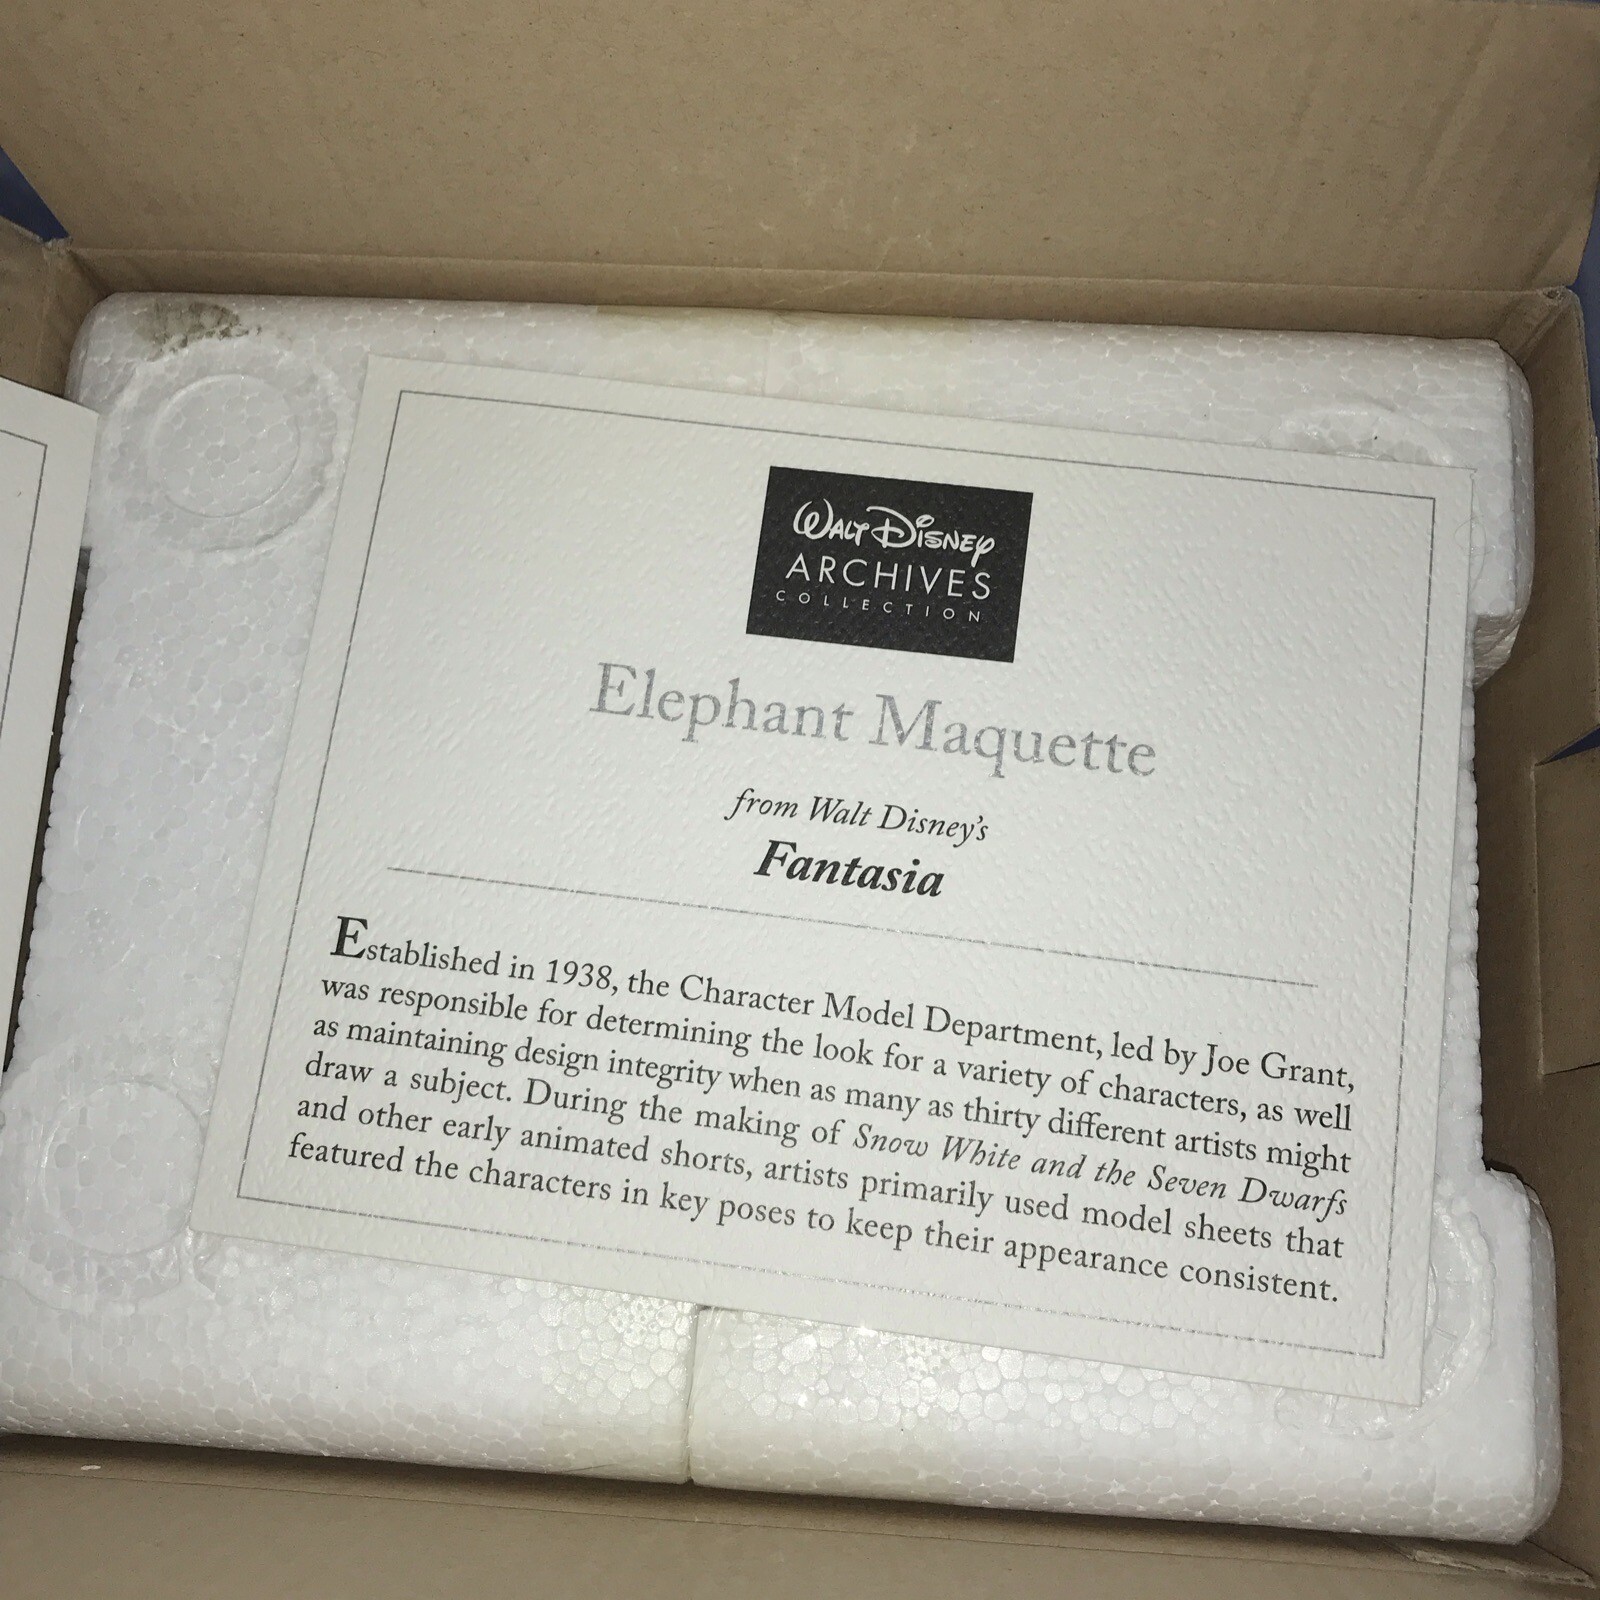 Walt Disney
ARCHIVES
COLLECTION
Elephant Maquette
from Walt Disney's
Fantasia
Established in 1938, the Character Model Department, led by Joe Grant,
was responsible for determining the look for a variety of characters, as well
as maintaining design integrity when as many as thirty different artists might
draw a subject. During the making of Snow White and the Seven Dwarfs
and other early animated shorts, artists primarily used model sheets that
featured the characters in key poses to keep their appearance consistent.